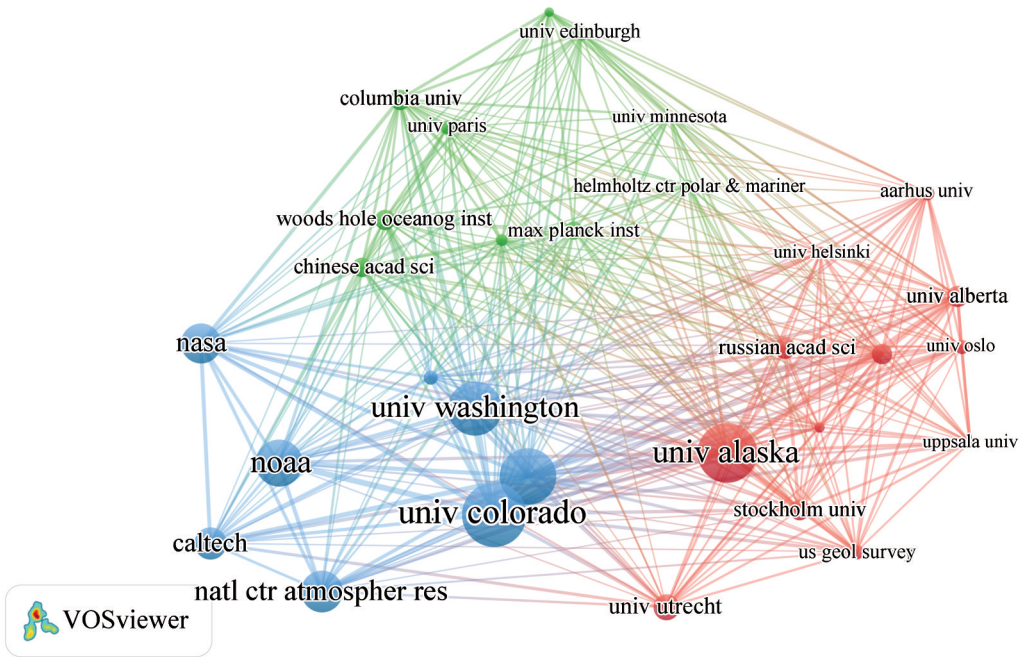 univ edinburgh
columbia univ
univ paris
univ minnesota
helmholtz ctr polar & mariner
aarhus univ
woods hole oceanog inst
max planck inst
univ helsinki
chinese acad sci
univ alberta
nasa
russian acad sci
univ oslo
univ washington
uppsala univ
univ alaska
noaa
univ colorado
stockholm univ
caltech
us geol survey
natl ctr atmospher res
univ utrecht
VOSviewer